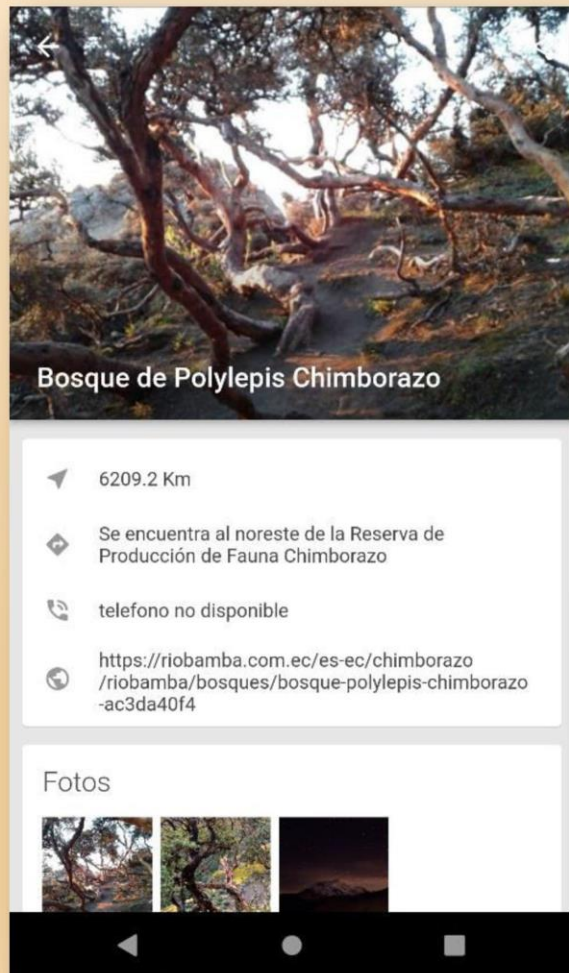 Bosque de Polylepis Chimborazo
6209.2 Km
Se encuentra al noreste de la Reserva de
Producción de Fauna Chimborazo
telefono no disponible
https://riobamba.com.ec/es-ec/chimborazo
/riobamba/bosques/bosque-polylepis-chimborazo
-ac3da40f4
Fotos